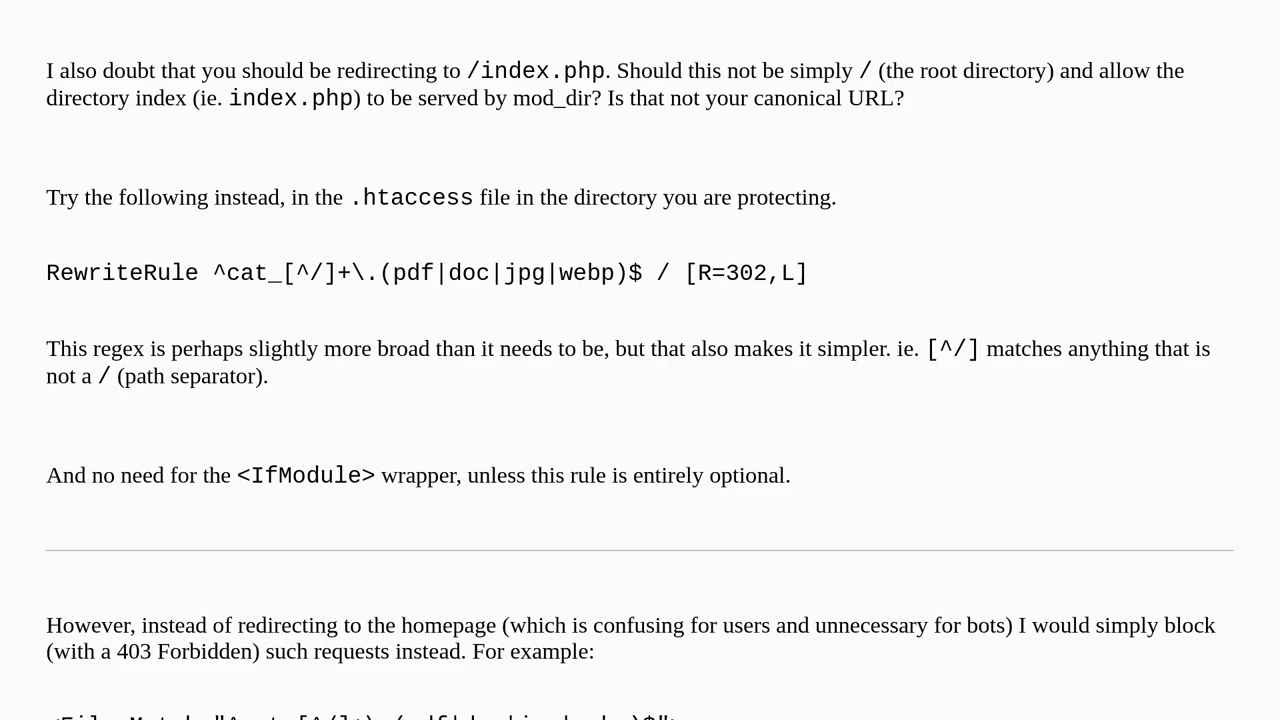 I also doubt that you should be redirecting to /index.php. Should this not be simply / (the root directory) and allow the
directory index (ie. index.php) to be served by mod_dir? Is that not your canonical URL?
Try the following instead, in the .htaccess file in the directory you are protecting.
RewriteRule ^cat_[^/]+\.(pdf|doc|jpg|webp)$ / [R=302,L]
This regex is perhaps slightly more broad than it needs to be, but that also makes it simpler. ie. [^/] matches anything that is
not a / (path separator).
And no need for the <IfModule> wrapper, unless this rule is entirely optional.
However, instead of redirecting to the homepage (which is confusing for users and unnecessary for bots) I would simply block
(with a 403 Forbidden) such requests instead. For example: